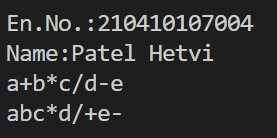 En.No.:210410107004
Name:Patel Hetvi
a+b*c/d-e
abc*d/+e-